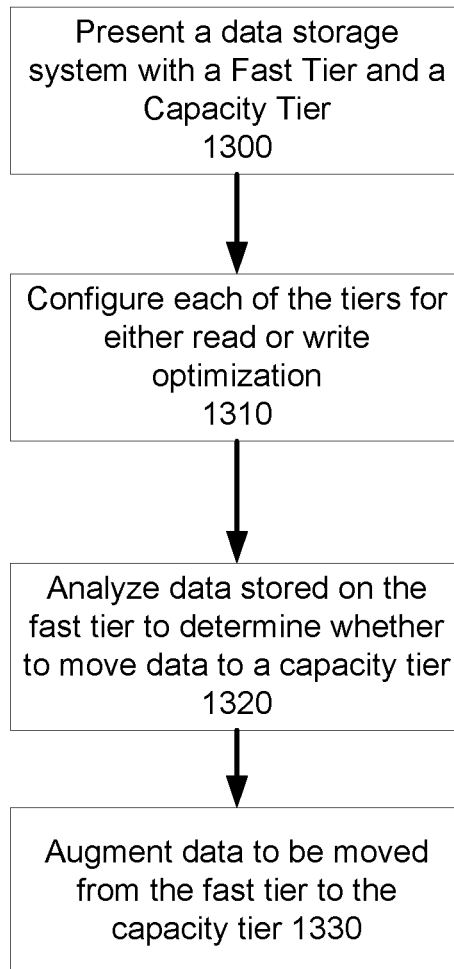 Present a data storage
system with a Fast Tier and a
Capacity Tier
1300
Configure each of the tiers for
either read or write
optimization
1310
Analyze data stored on the
fast tier to determine whether
to move data to a capacity tier
1320
Augment data to be moved
from the fast tier to the
capacity tier 1330